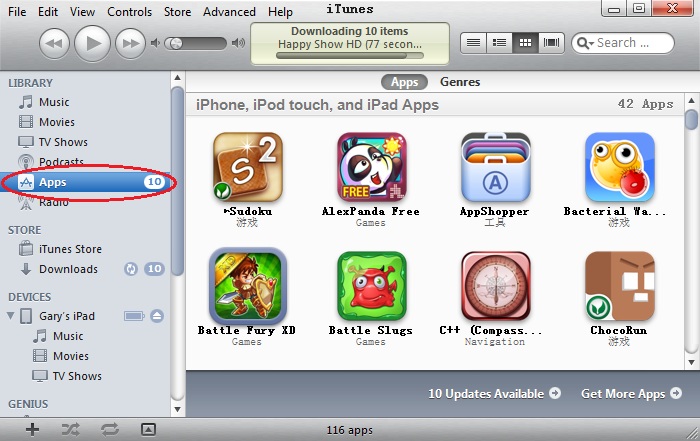 File Edit View Controls Store Advanced Help
iTunes
Downloading 10 items
Happy Show HD (77 secon...
Search ...
LIBRARY
Music
Movies
TV Shows
Podcasts
Apps 10
Radio
STORE
iTunes Store
Downloads 10
DEVICES
Gary's iPad
Music
Movies
TV Shows
GENIUS
Apps Genres
iPhone, iPod touch, and iPad Apps 42 Apps
S 2
FREE
A
▸Sudoku
游戏
AlexPanda Free
Games
AppShopper
工具
Bacterial Wa...
游戏
Battle Fury XD
Games
Battle Slugs
Games
C++ (Compass...
Navigation
ChocoRun
游戏
10 Updates Available
Get More Apps
116 apps